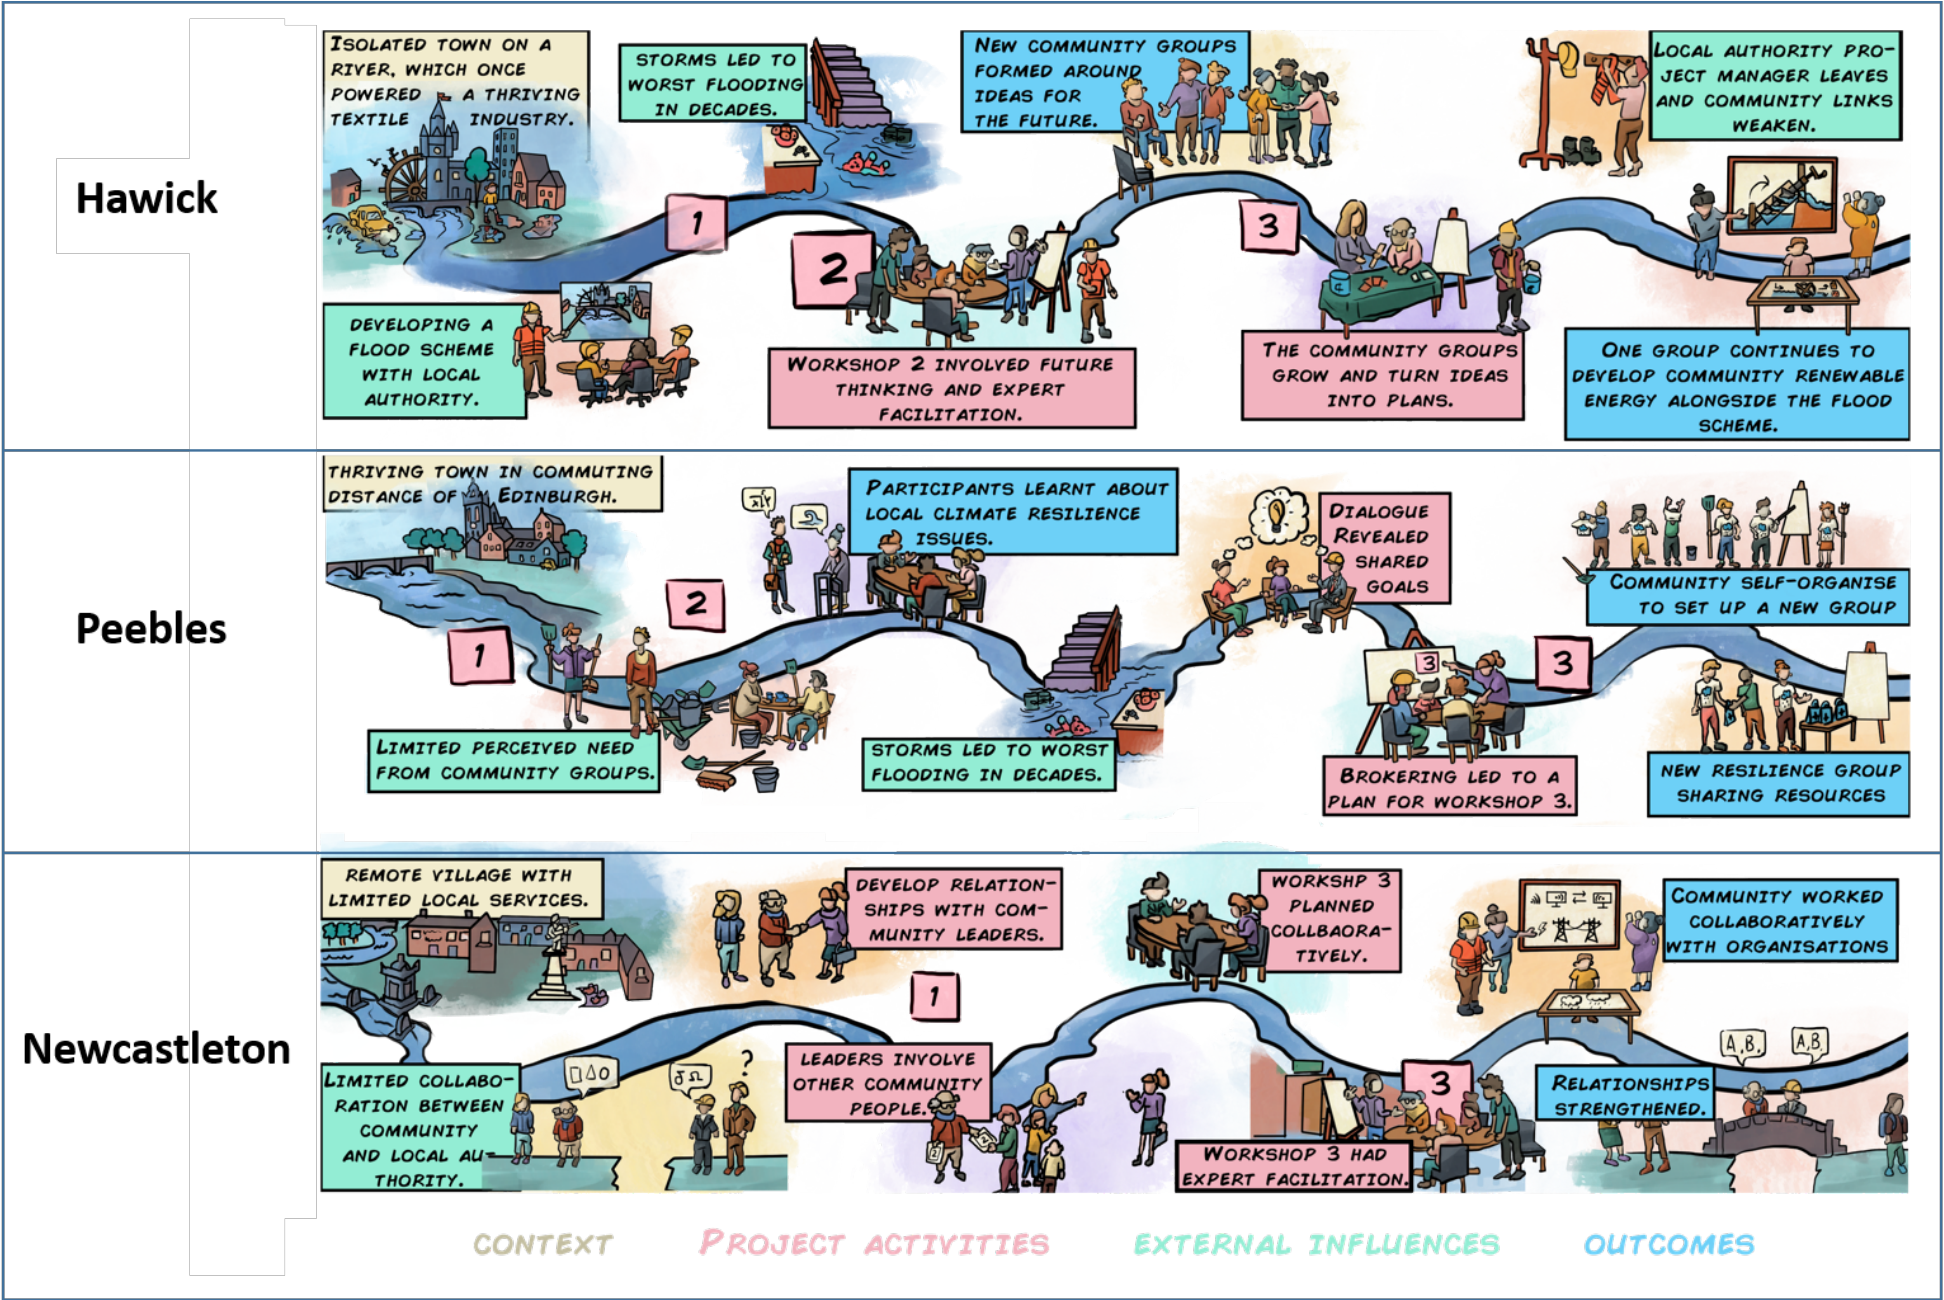 Hawick
ISOLATED TOWN ON A
RIVER, WHICH ONCE
POWERED A THRIVING
TEXTILE INDUSTRY.
DEVELOPING A
FLOOD SCHEME
WITH LOCAL
AUTHORITY.
1
STORMS LED TO
WORST FLOODING
IN DECADES.
2
WORKSHOP 2 INVOLVED FUTURE
THINKING AND EXPERT
FACILITATION.
NEW COMMUNITY GROUPS
FORMED AROUND
IDEAS FOR
THE FUTURE.
3
THE COMMUNITY GROUPS
GROW AND TURN IDEAS
INTO PLANS.
LOCAL AUTHORITY PRO-
JECT MANAGER LEAVES
AND COMMUNITY LINKS
WEAKEN.
ONE GROUP CONTINUES TO
DEVELOP COMMUNITY RENEWABLE
ENERGY ALONGSIDE THE FLOOD
SCHEME.
Peebles
THRIVING TOWN IN COMMUTING
DISTANCE OF EDINBURGH.
1
LIMITED PERCEIVED NEED
FROM COMMUNITY GROUPS.
2
PARTICIPANTS LEARNT ABOUT
LOCAL CLIMATE RESILIENCE
ISSUES.
STORMS LED TO WORST
FLOODING IN DECADES.
DIALOGUE
REVEALED
SHARED
GOALS
3
BROKERING LED TO A
PLAN FOR WORKSHOP 3.
3
COMMUNITY SELF-ORGANISE
TO SET UP A NEW GROUP
NEW RESILIENCE GROUP
SHARING RESOURCES
Newcastleton
REMOTE VILLAGE WITH
LIMITED LOCAL SERVICES.
LIMITED COLLABO-
RATION BETWEEN
COMMUNITY
AND LOCAL AU-
THORITY.
?
DEVELOP RELATION-
SHIPS WITH COM-
MUNITY LEADERS.
1
LEADERS INVOLVE
OTHER COMMUNITY
PEOPLE.
2
2
WORKSHP 3
PLANNED
COLLBAORA-
TIVELY.
WORKSHOP 3 HAD
EXPERT FACILITATION.
3
COMMUNITY WORKED
COLLABORATIVELY
WITH ORGANISATIONS
RELATIONSHIPS
STRENGTHENED.
A,B,
A,B,
CONTEXT
PROJECT ACTIVITIES
EXTERNAL INFLUENCES
OUTCOMES